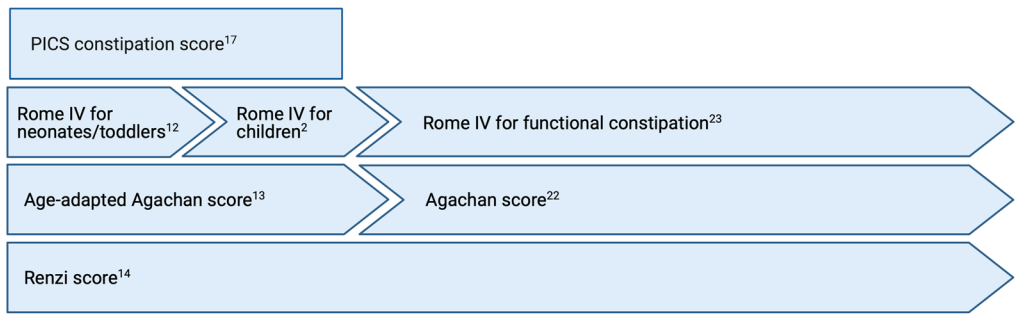 PICS constipation score17
Rome IV for
neonates/toddlers12
Rome IV for
children2
Rome IV for functional constipation23
Age-adapted Agachan score13
Agachan score22
Renzi score14